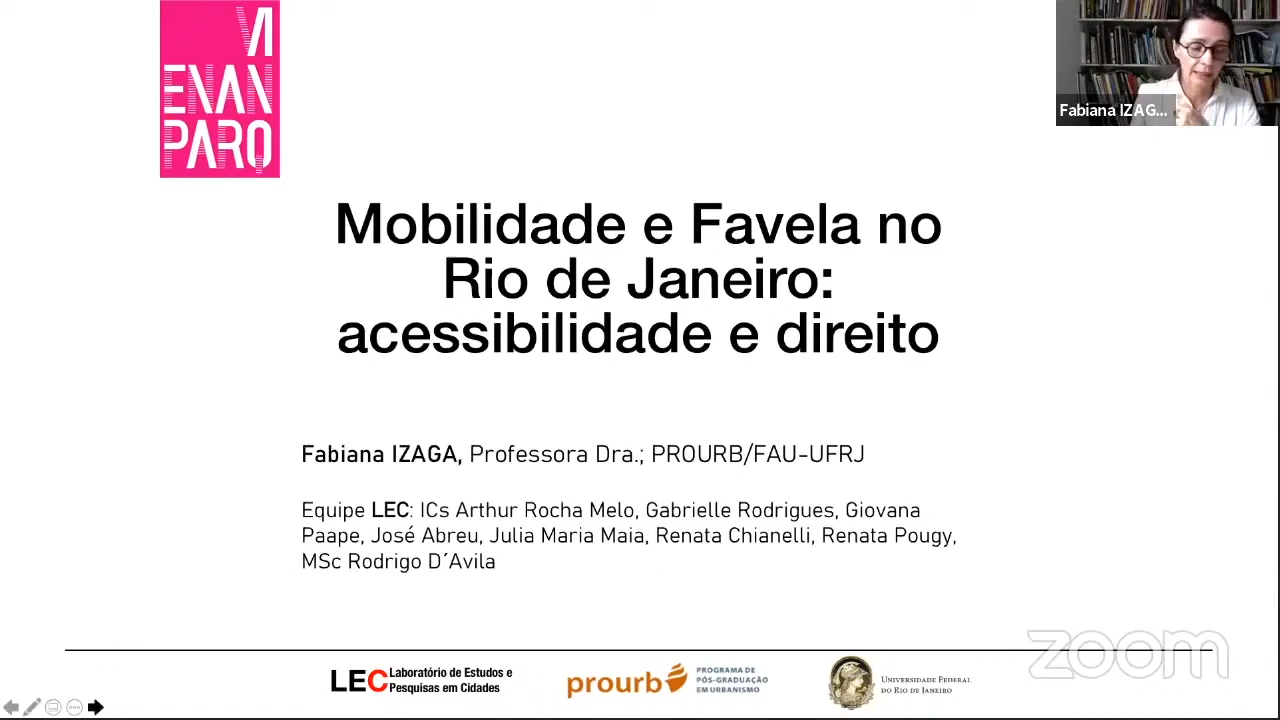 VI
ENAN
PARQ
Fabiana IZAG...
Mobilidade e Favela no
Rio de Janeiro:
acessibilidade e direito
Fabiana IZAGA, Professora Dra.; PROURB/FAU-UFRJ
Equipe LEC: ICs Arthur Rocha Melo, Gabrielle Rodrigues, Giovana
Paape, José Abreu, Julia Maria Maia, Renata Chianelli, Renata Pougy,
MSc Rodrigo D´Avila
zoom
LEC Laboratório de Estudos e
Pesquisas em Cidades
prourb
PROGRAMA DE
PÓS-GRADUAÇÃO
EM URBANISMO
UNIVERSIDADE FEDERAL
DO RIO DE JANEIRO